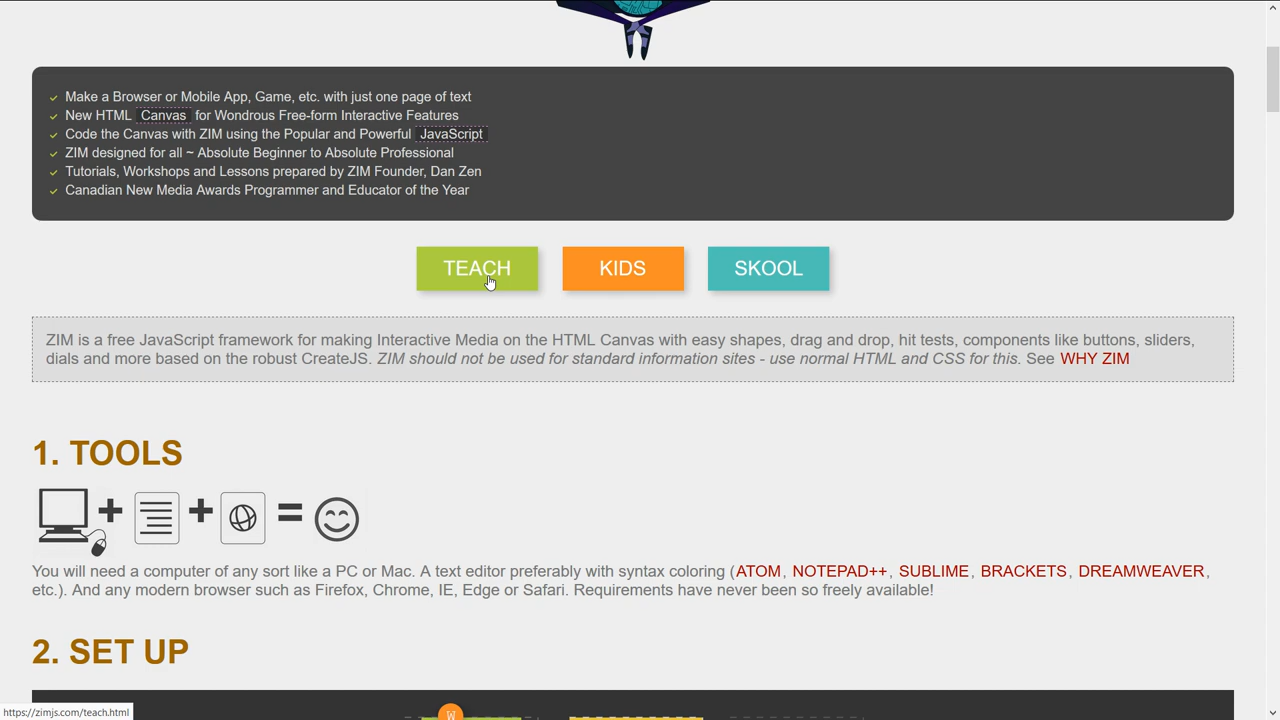 Make a Browser or Mobile App, Game, etc. with just one page of text
New HTML Canvas for Wondrous Free-form Interactive Features
Code the Canvas with ZIM using the Popular and Powerful JavaScript
ZIM designed for all ~ Absolute Beginner to Absolute Professional
Tutorials, Workshops and Lessons prepared by ZIM Founder, Dan Zen
Canadian New Media Awards Programmer and Educator of the Year
TEACH KIDS SKOOL
ZIM is a free JavaScript framework for making Interactive Media on the HTML Canvas with easy shapes, drag and drop, hit tests, components like buttons, sliders,
dials and more based on the robust CreateJS. ZIM should not be used for standard information sites - use normal HTML and CSS for this. See WHY ZIM
1. TOOLS
You will need a computer of any sort like a PC or Mac. A text editor preferably with syntax coloring (ATOM, NOTEPAD++, SUBLIME, BRACKETS, DREAMWEAVER,
etc.). And any modern browser such as Firefox, Chrome, IE, Edge or Safari. Requirements have never been so freely available!
2. SET UP
W
https://zimjs.com/teach.html